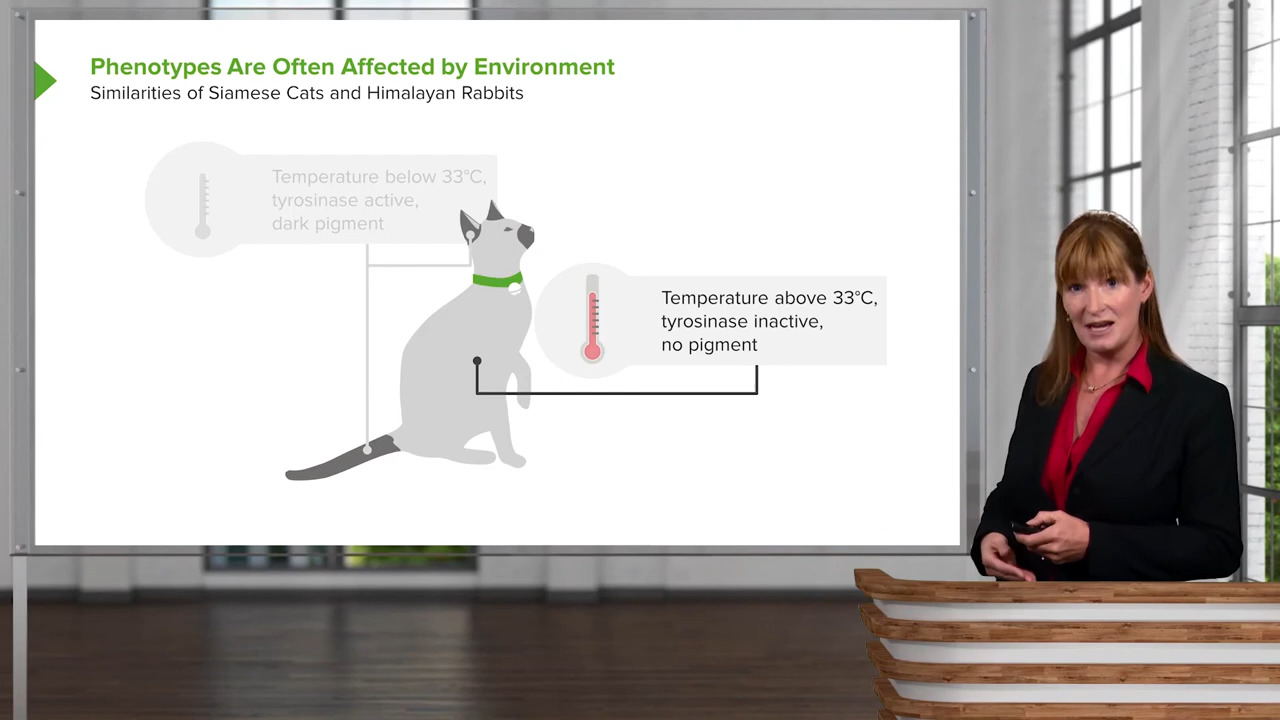 Phenotypes Are Often Affected by Environment
Similarities of Siamese Cats and Himalayan Rabbits
Temperature below 33°C,
tyrosinase active,
dark pigment
Temperature above 33°C,
tyrosinase inactive,
no pigment